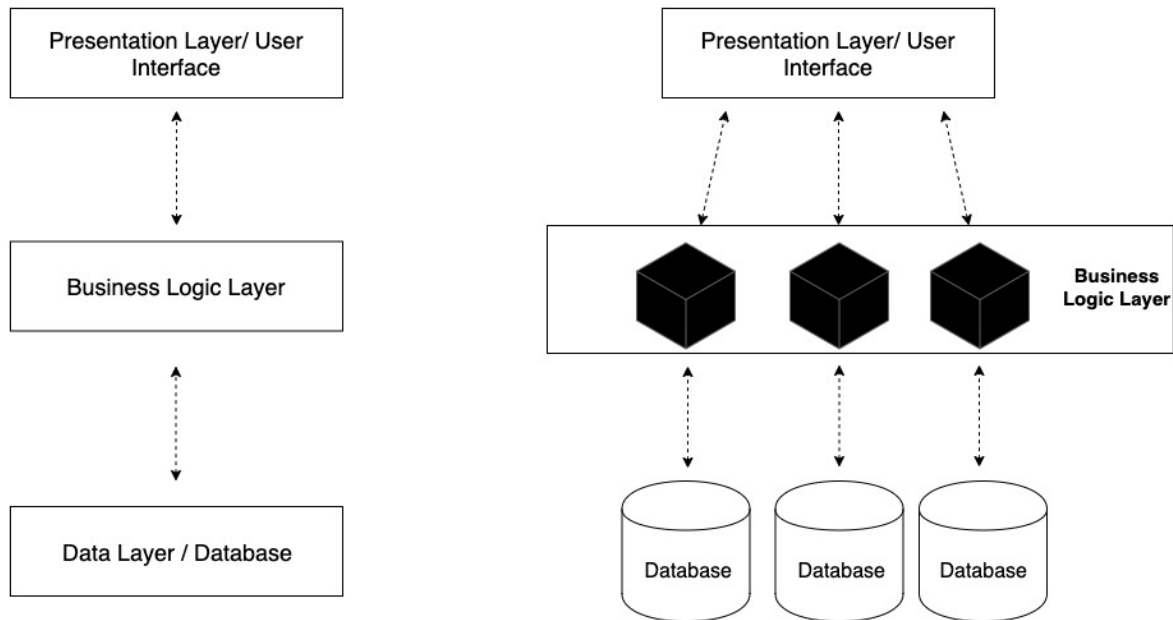 Presentation Layer/ User
Interface
Business Logic Layer
Data Layer / Database
Presentation Layer/ User
Interface
Business
Logic Layer
Database
Database
Database